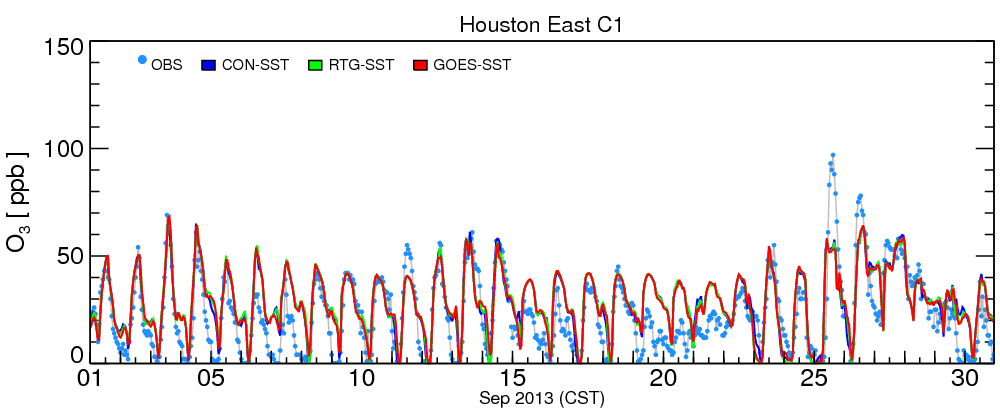 Houston East C1
150
OBS CON-SST RTG-SST GOES-SST
100
O3 [ ppb ]
50
0
01 05 10 15 20 25 30
Sep 2013 (CST)